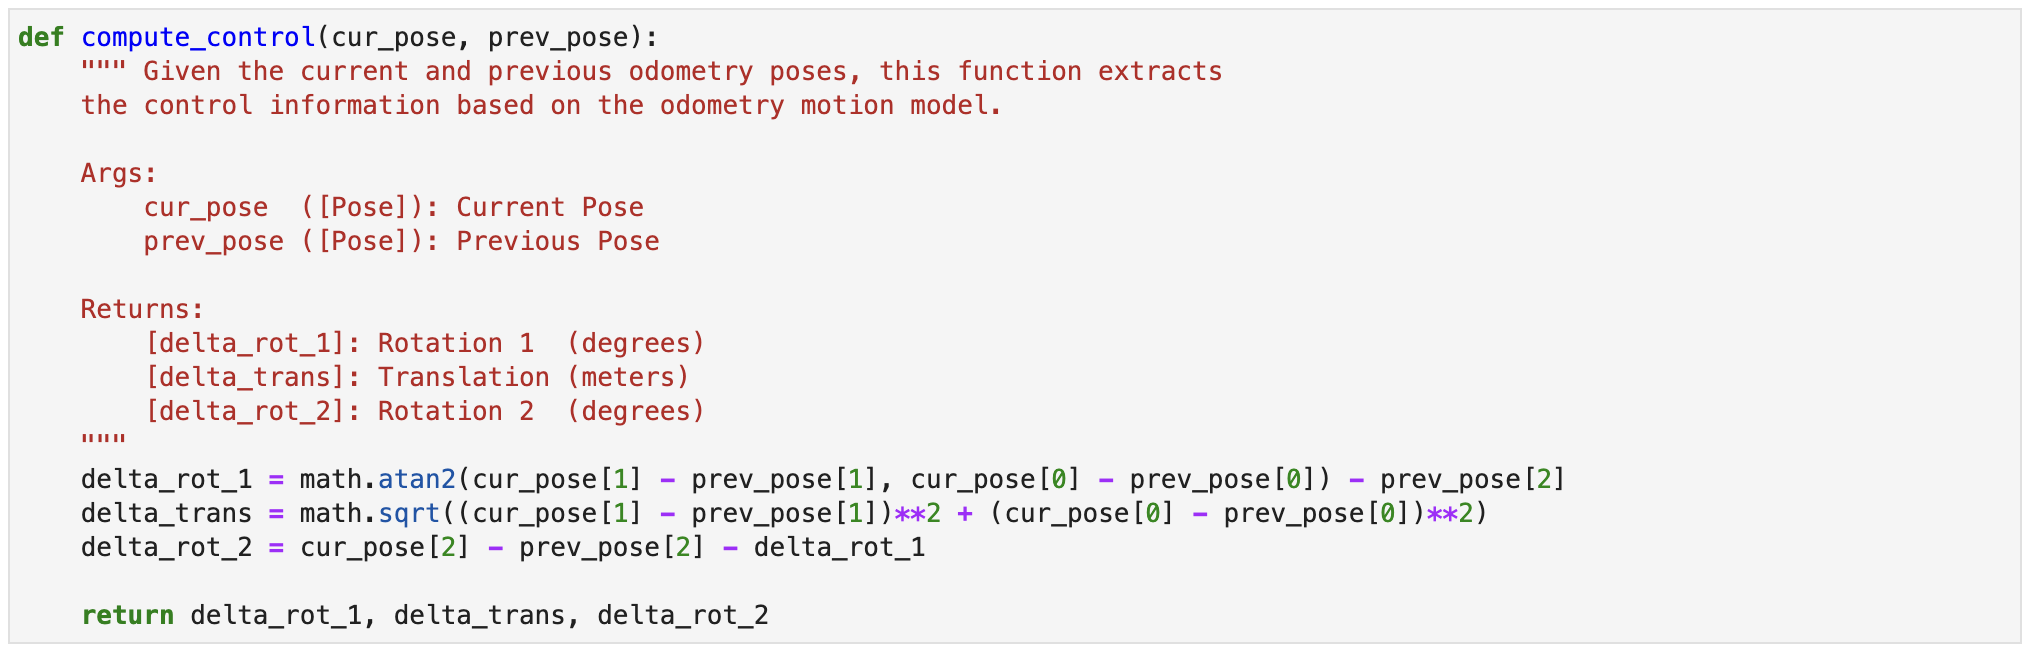 def compute_control(cur_pose, prev_pose):
    """ Given the current and previous odometry poses, this function extracts
    the control information based on the odometry motion model.

    Args:
        cur_pose  ([Pose]): Current Pose
        prev_pose ([Pose]): Previous Pose

    Returns:
        [delta_rot_1]: Rotation 1  (degrees)
        [delta_trans]: Translation (meters)
        [delta_rot_2]: Rotation 2  (degrees)
    """
    delta_rot_1 = math.atan2(cur_pose[1] - prev_pose[1], cur_pose[0] - prev_pose[0]) - prev_pose[2]
    delta_trans = math.sqrt((cur_pose[1] - prev_pose[1])**2 + (cur_pose[0] - prev_pose[0])**2)
    delta_rot_2 = cur_pose[2] - prev_pose[2] - delta_rot_1

    return delta_rot_1, delta_trans, delta_rot_2